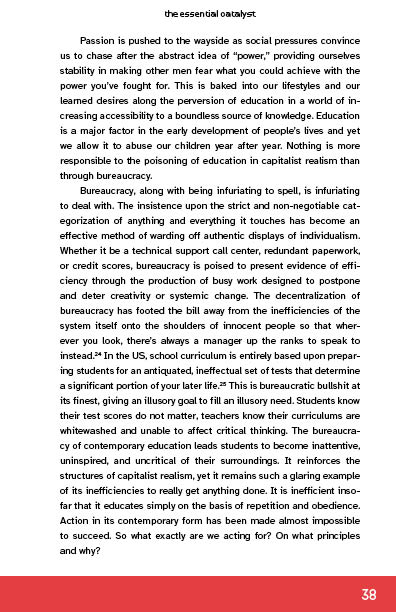 the essential catalyst
Passion is pushed to the wayside as social pressures convince
us to chase after the abstract idea of “power,” providing ourselves
stability in making other men fear what you could achieve with the
power you’ve fought for. This is baked into our lifestyles and our
learned desires along the perversion of education in a world of in-
creasing accessibility to a boundless source of knowledge. Education
is a major factor in the early development of people’s lives and yet
we allow it to abuse our children year after year. Nothing is more
responsible to the poisoning of education in capitalist realism than
through bureaucracy.
Bureaucracy, along with being infuriating to spell, is infuriating
to deal with. The insistence upon the strict and non-negotiable cat-
egorization of anything and everything it touches has become an
effective method of warding off authentic displays of individualism.
Whether it be a technical support call center, redundant paperwork,
or credit scores, bureaucracy is poised to present evidence of effi-
ciency through the production of busy work designed to postpone
and deter creativity or systemic change. The decentralization of
bureaucracy has footed the bill away from the inefficiencies of the
system itself onto the shoulders of innocent people so that wher-
ever you look, there’s always a manager up the ranks to speak to
instead.²⁴ In the US, school curriculum is entirely based upon prepar-
ing students for an antiquated, ineffectual set of tests that determine
a significant portion of your later life.²⁵ This is bureaucratic bullshit at
its finest, giving an illusory goal to fill an illusory need. Students know
their test scores do not matter, teachers know their curriculums are
whitewashed and unable to affect critical thinking. The bureaucra-
cy of contemporary education leads students to become inattentive,
uninspired, and uncritical of their surroundings. It reinforces the
structures of capitalist realism, yet it remains such a glaring example
of its inefficiencies to really get anything done. It is inefficient inso-
far that it educates simply on the basis of repetition and obedience.
Action in its contemporary form has been made almost impossible
to succeed. So what exactly are we acting for? On what principles
and why?
38